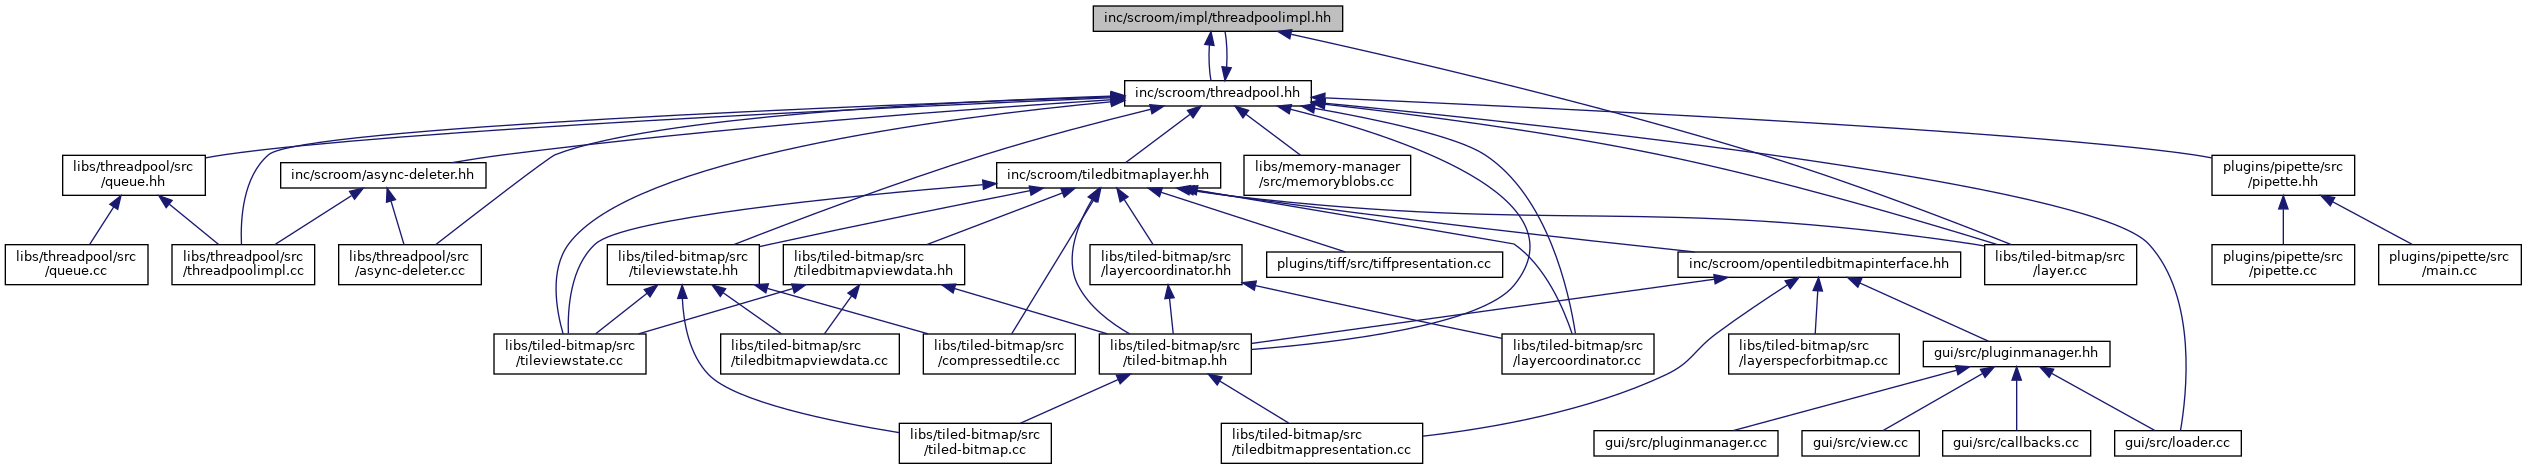 inc/scroom/impl/threadpoolimpl.hh
inc/scroom/threadpool.hh
libs/threadpool/src
/queue.hh
inc/scroom/async-deleter.hh
inc/scroom/tiledbitmaplayer.hh
libs/memory-manager
/src/memoryblobs.cc
plugins/pipette/src
/pipette.hh
libs/threadpool/src
/queue.cc
libs/threadpool/src
/threadpoolimpl.cc
libs/threadpool/src
/async-deleter.cc
libs/tiled-bitmap/src
/tileviewstate.hh
libs/tiled-bitmap/src
/tiledbitmapviewdata.hh
libs/tiled-bitmap/src
/layercoordinator.hh
plugins/tiff/src/tiffpresentation.cc
inc/scroom/opentiledbitmapinterface.hh
libs/tiled-bitmap/src
/layer.cc
plugins/pipette/src
/pipette.cc
plugins/pipette/src
/main.cc
libs/tiled-bitmap/src
/tileviewstate.cc
libs/tiled-bitmap/src
/tiledbitmapviewdata.cc
libs/tiled-bitmap/src
/compressedtile.cc
libs/tiled-bitmap/src
/tiled-bitmap.hh
libs/tiled-bitmap/src
/layercoordinator.cc
libs/tiled-bitmap/src
/layerspecforbitmap.cc
gui/src/pluginmanager.hh
libs/tiled-bitmap/src
/tiled-bitmap.cc
libs/tiled-bitmap/src
/tiledbitmappresentation.cc
gui/src/pluginmanager.cc
gui/src/view.cc
gui/src/callbacks.cc
gui/src/loader.cc